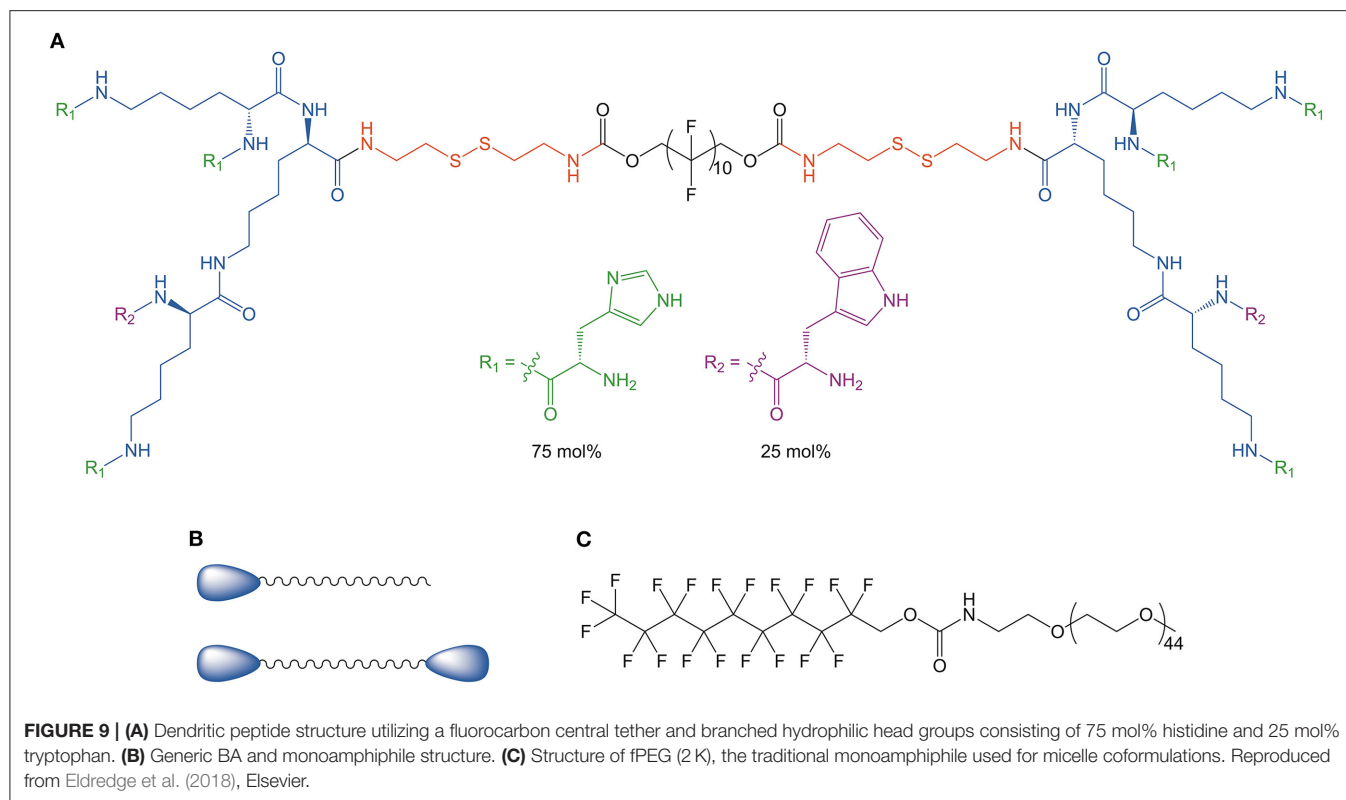 A
O
H
N
R1
HN
N
H
R1
O
H
N
S
S
N
H
O
O
F
F
10
O
O
N
H
S
S
H
N
O
HN
O
N
H
R1
H
N
R1
HN
O
H
N
R2
NH
R1
N
NH
R1 =
NH2
O
75 mol%
NH
R2 =
NH2
O
25 mol%
NH
O
H
N
R2
HN
R1
B
C
F F F F F F F F F F F
F F F F F F F F
O
O
H
N
O
O
44
FIGURE 9 | (A) Dendritic peptide structure utilizing a fluorocarbon central tether and branched hydrophilic head groups consisting of 75 mol% histidine and 25 mol%
tryptophan. (B) Generic BA and monoamphiphile structure. (C) Structure of fPEG (2 K), the traditional monoamphiphile used for micelle coformulations. Reproduced
from Eldredge et al. (2018), Elsevier.